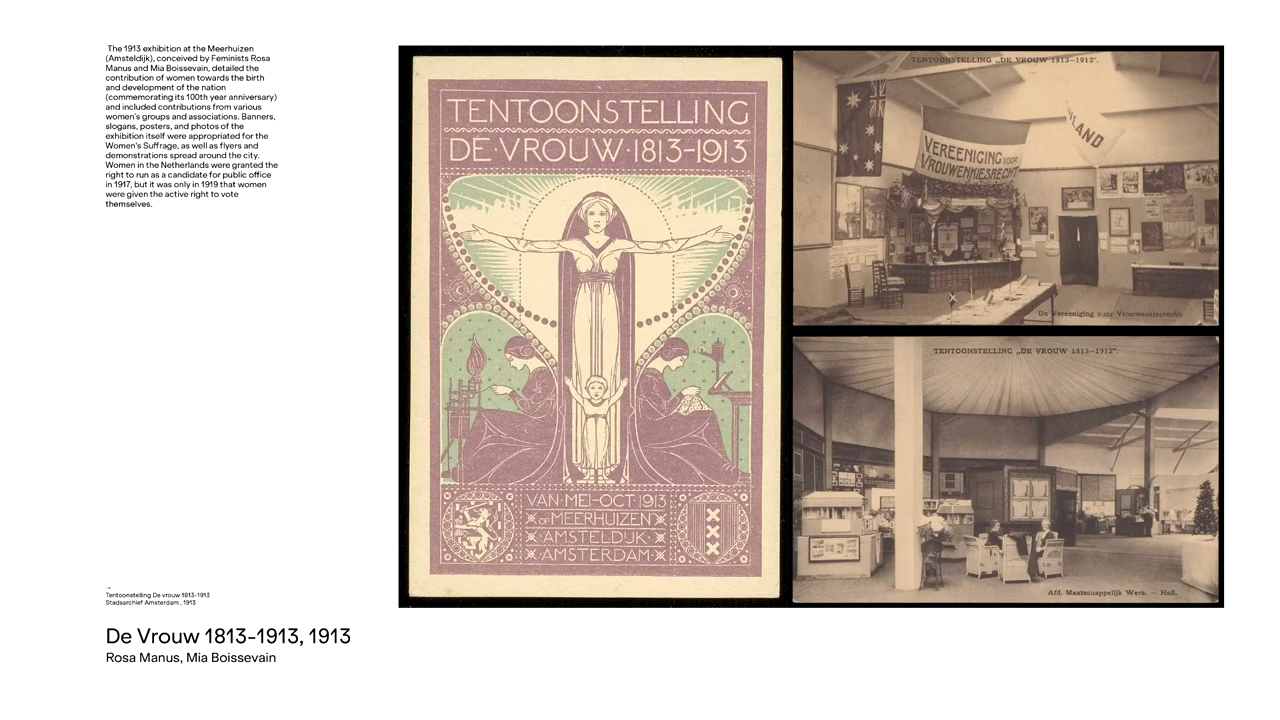 The 1913 exhibition at the Meerhuizen
(Amsteldijk), conceived by Feminists Rosa
Manus and Mia Boissevain, detailed the
contribution of women towards the birth
and development of the nation
(commemorating its 100th year anniversary)
and included contributions from various
women's groups and associations. Banners,
slogans, posters, and photos of the
exhibition itself were appropriated for the
Women's Suffrage, as well as flyers and
demonstrations spread around the city.
Women in the Netherlands were granted the
right to run as a candidate for public office
in 1917, but it was only in 1919 that women
were given the active right to vote
themselves.
Tentoonstelling De vrouw 1813-1913
Stadsarchief Amsterdam , 1913
De Vrouw 1813-1913, 1913
Rosa Manus, Mia Boissevain
TENTOONSTELLING
DE·VROUW·1813-1913
VAN·MEI-OCT·1913
OP MEERHUIZEN
·AMSTELDIJK·
AMSTERDAM·
TENTOONSTELLING „DE VROUW 1813-1913".
VEREENIGING VOOR
VROUWENKIESRECHT
NLAND
De Vereeniging voor Vrouwenkiesrecht.
TENTOONSTELLING „DE VROUW 1813-1913".
Afd. Maatschappelijk Werk. — Hall.